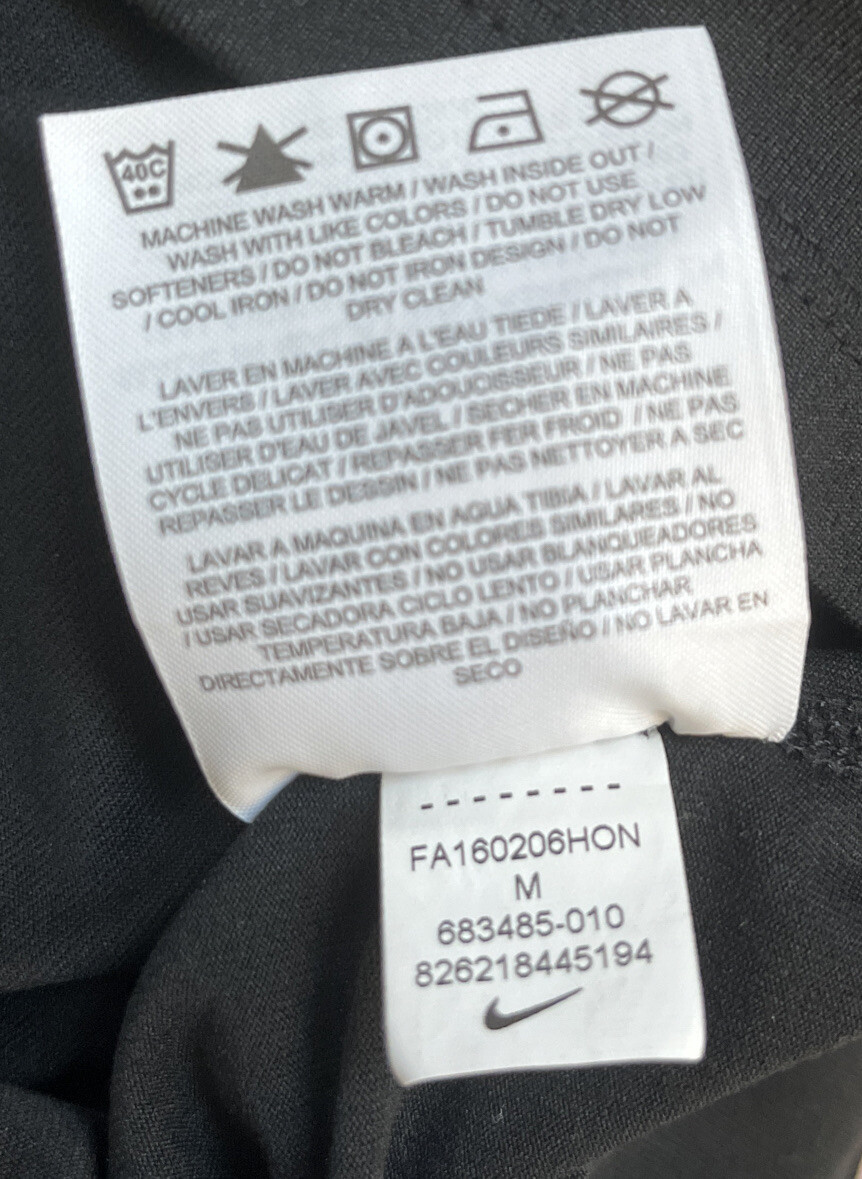 40C
MACHINE WASH WARM / WASH INSIDE OUT /
WASH WITH LIKE COLORS / DO NOT USE
SOFTENERS / DO NOT BLEACH / TUMBLE DRY LOW
/ COOL IRON / DO NOT IRON DESIGN / DO NOT
DRY CLEAN
LAVER EN MACHINE A L'EAU TIEDE / LAVER A
L'ENVERS / LAVER AVEC COULEURS SIMILAIRES /
NE PAS UTILISER D'ADOUCISSEUR / NE PAS
UTILISER D'EAU DE JAVEL / SECHER EN MACHINE
CYCLE DELICAT / REPASSER FER FROID / NE PAS
REPASSER LE DESSIN / NE PAS NETTOYER A SEC
LAVAR A MAQUINA EN AGUA TIBIA / LAVAR AL
REVES / LAVAR CON COLORES SIMILARES / NO
USAR SUAVIZANTES / NO USAR BLANQUEADORES
/ USAR SECADORA CICLO LENTO / USAR PLANCHA
TEMPERATURA BAJA / NO PLANCHAR
DIRECTAMENTE SOBRE EL DISEÑO / NO LAVAR EN
SECO
FA160206HON
M
683485-010
826218445194